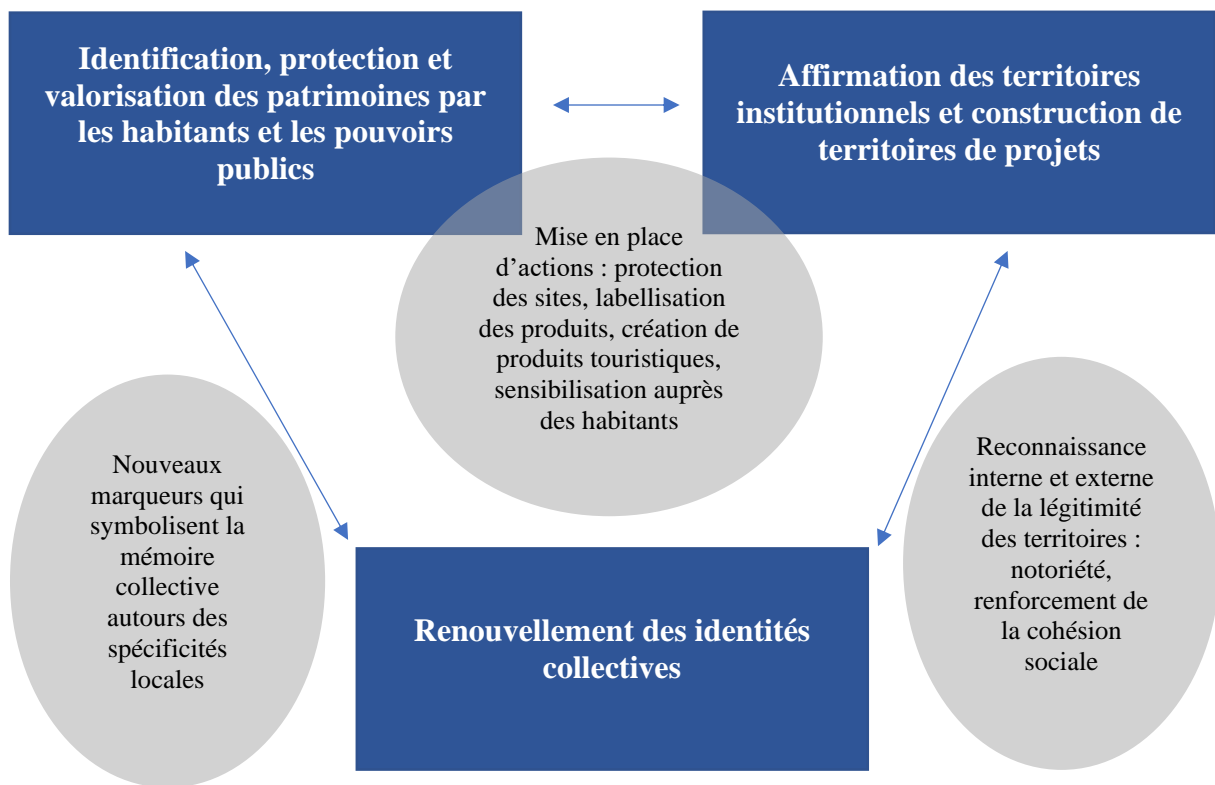 Identification, protection et
valorisation des patrimoines par
les habitants et les pouvoirs
publics
Affirmation des territoires
institutionnels et construction de
territoires de projets
Mise en place
d’actions : protection
des sites, labellisation
des produits, création de
produits touristiques,
sensibilisation auprès
des habitants
Nouveaux
marqueurs qui
symbolisent la
mémoire
collective
autours des
spécificités
locales
Reconnaissance
interne et externe
de la légitimité
des territoires :
notoriété,
renforcement de
la cohésion
sociale
Renouvellement des identités
collectives